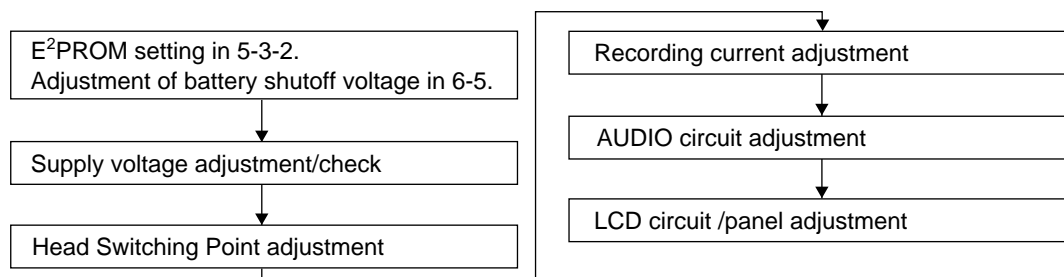 E²PROM setting in 5-3-2.
Adjustment of battery shutoff voltage in 6-5.
Supply voltage adjustment/check
Head Switching Point adjustment
Recording current adjustment
AUDIO circuit adjustment
LCD circuit /panel adjustment